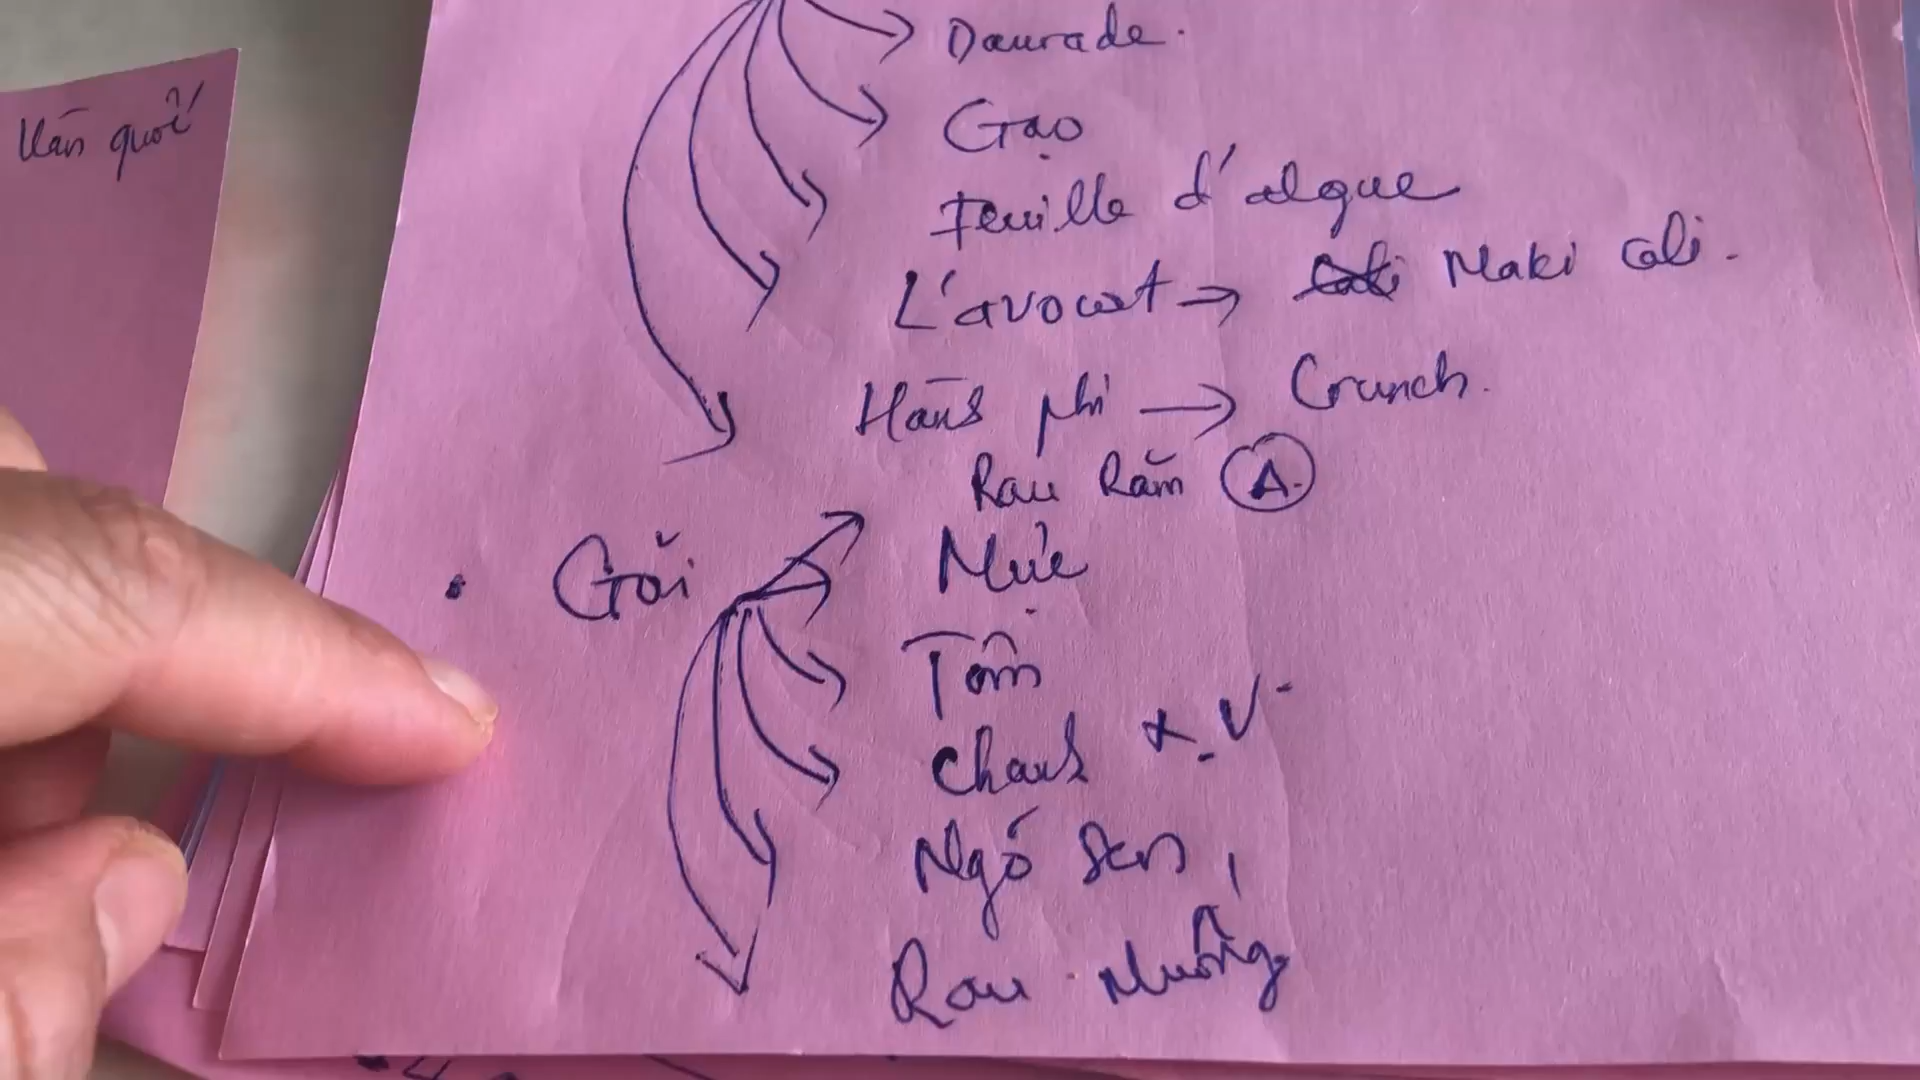 Daurade.
Gạo
Feuille d'algue
L'avocat → Maki Cali.
Hành phi → Crunch.
Rau Răm Ⓐ.
Gỏi
Mực
Tôm
Chanh
Ngó Sen,
Rau Muống